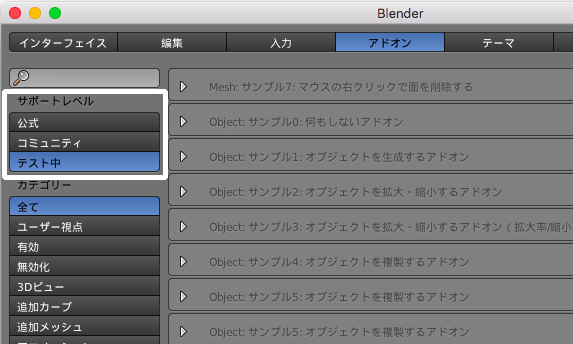 Blender
インターフェイス
編集
入力
アドオン
テーマ
サポートレベル
公式
コミュニティ
テスト中
カテゴリー
全て
ユーザー視点
有効
無効化
3Dビュー
追加カーブ
追加メッシュ
Mesh: サンプル7: マウスの右クリックで面を削除する
Object: サンプル0: 何もしないアドオン
Object: サンプル1: オブジェクトを生成するアドオン
Object: サンプル2: オブジェクトを拡大・縮小するアドオン
Object: サンプル3: オブジェクトを拡大・縮小するアドオン ( 拡大率/縮小
Object: サンプル4: オブジェクトを複製するアドオン
Object: サンプル5: オブジェクトを複製するアドオン
Object: サンプル5: オブジェクトを複製するアドオン